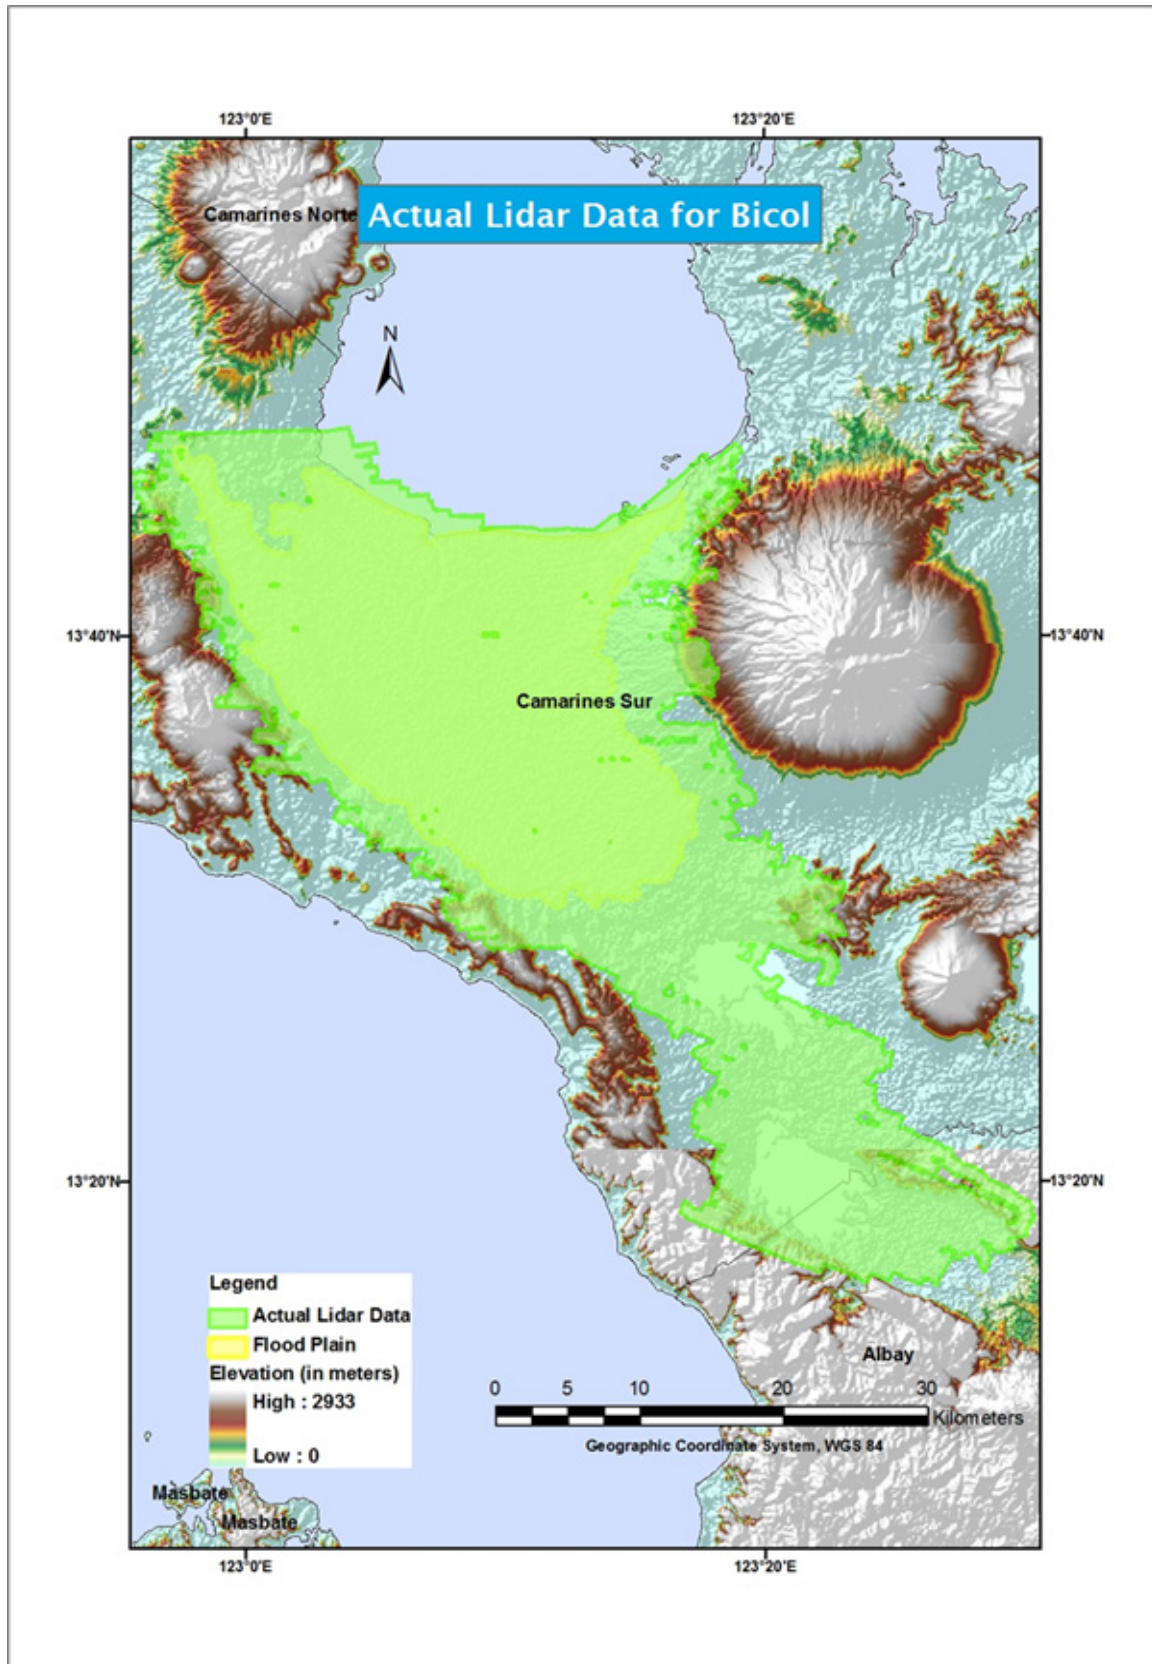 123°0'E 123°20'E
Camarines Norte
Actual Lidar Data for Bicol
N
13°40'N 13°40'N
Camarines Sur
13°20'N 13°20'N
Legend
Actual Lidar Data
Flood Plain
Elevation (in meters)
High : 2933
Low : 0
Albay
0 5 10 20 30
Kilometers
Geographic Coordinate System, WGS 84
Masbate
Masbate
123°0'E 123°20'E